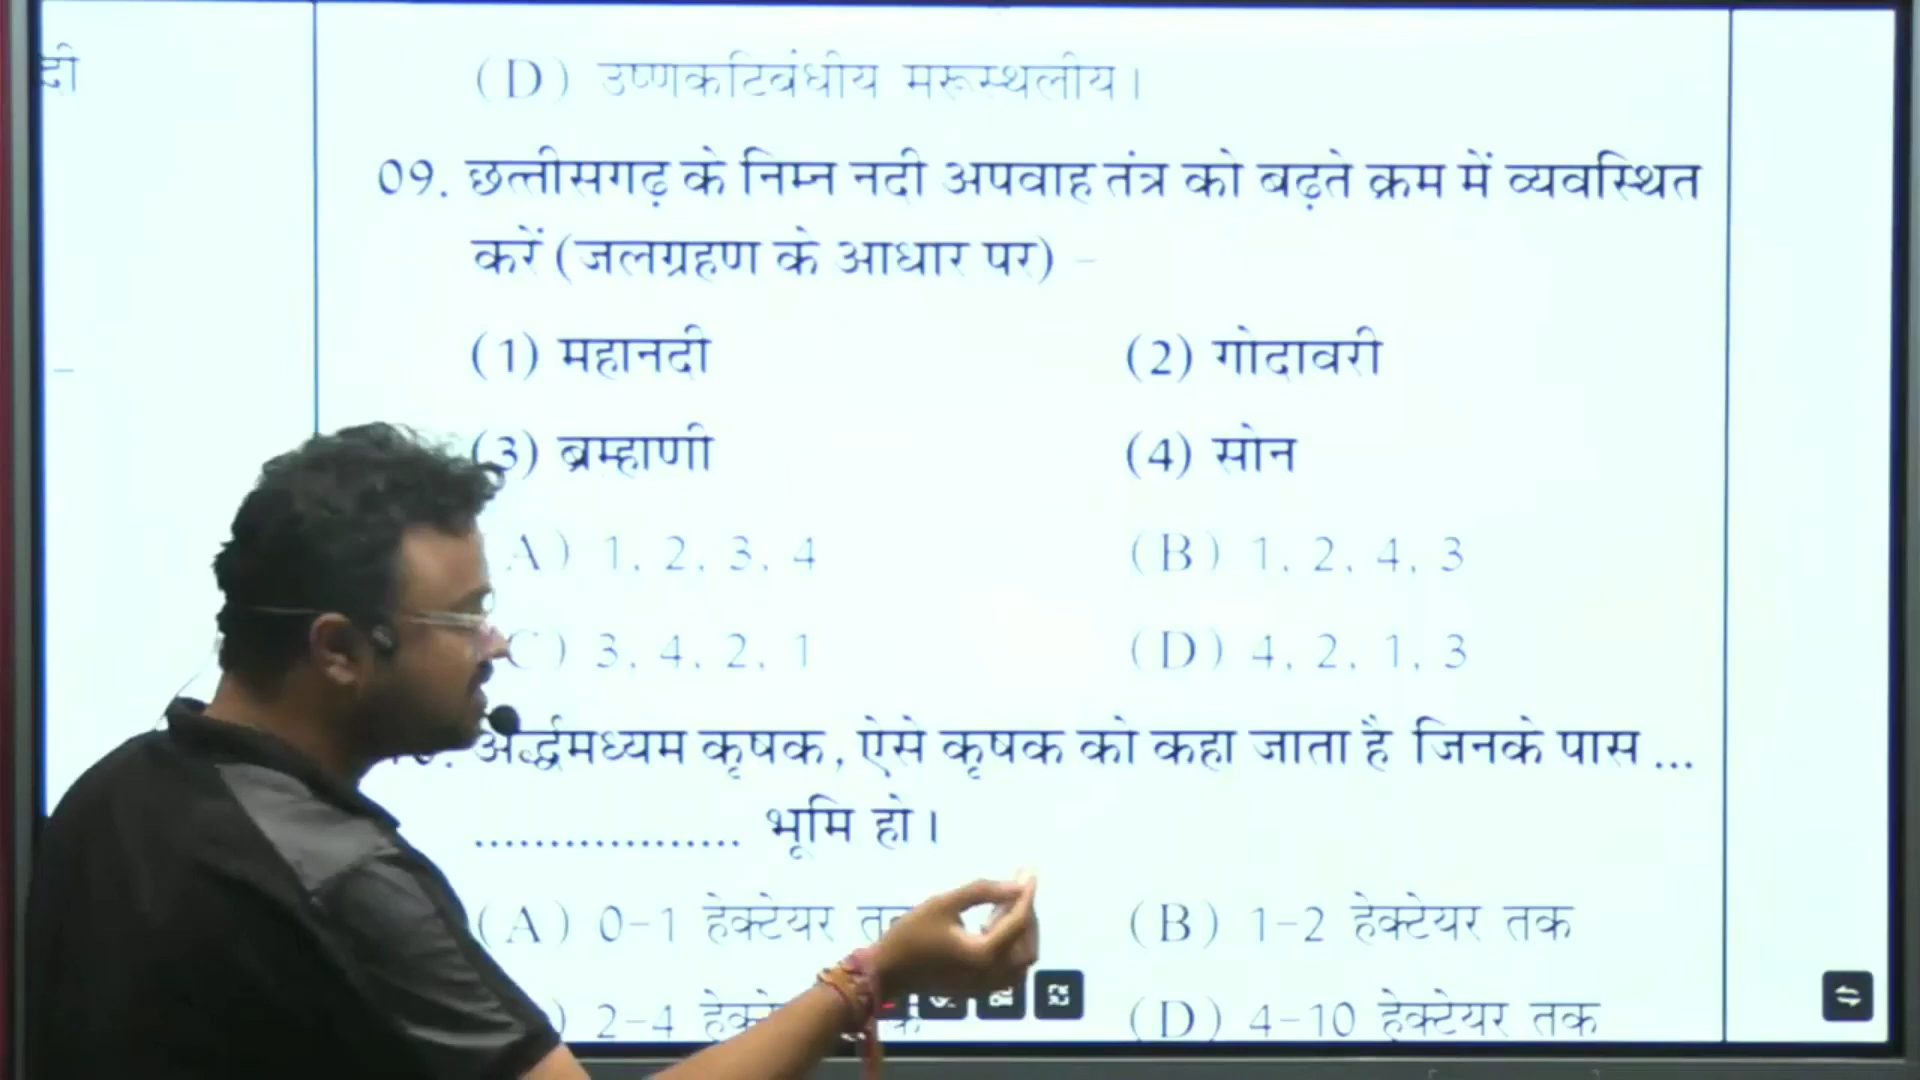 दी
(D) उष्णकटिबंधीय मरूस्थलीय।
09. छत्तीसगढ़ के निम्न नदी अपवाह तंत्र को बढ़ते क्रम में व्यवस्थित
करें (जलग्रहण के आधार पर) –
(1) महानदी (2) गोदावरी
(3) ब्रम्हाणी (4) सोन
A) 1, 2, 3, 4 (B) 1, 2, 4, 3
C) 3, 4, 2, 1 (D) 4, 2, 1, 3
अर्द्धमध्यम कृषक, ऐसे कृषक को कहा जाता है जिनके पास ...
.................. भूमि हो।
(A) 0-1 हेक्टेयर (B) 1-2 हेक्टेयर तक
) 2-4 (D) 4-10 हेक्टेयर तक